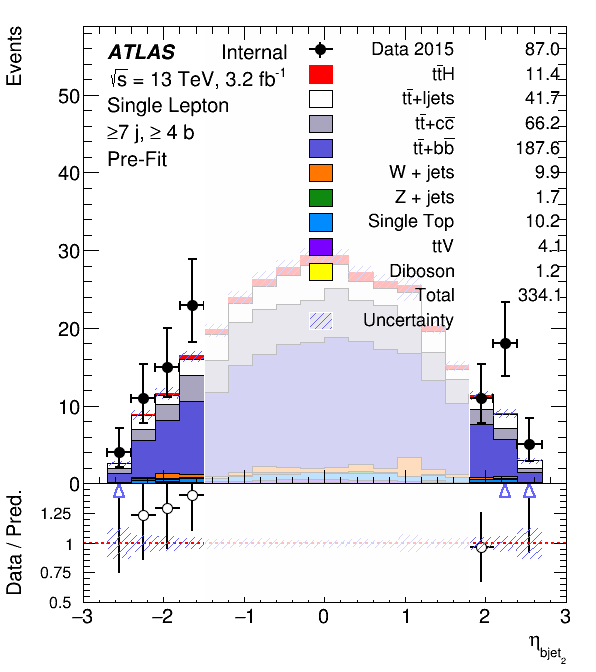 Events
ATLAS Internal
√s = 13 TeV, 3.2 fb⁻¹
Single Lepton
≥7 j, ≥ 4 b
Pre-Fit
Data 2015 87.0
tt̄H 11.4
tt̄+ljets 41.7
tt̄+cc̄ 66.2
tt̄+bb̄ 187.6
W + jets 9.9
Z + jets 1.7
Single Top 10.2
ttV 4.1
Diboson 1.2
Total 334.1
Uncertainty
50
40
30
20
10
0
Data / Pred.
1.25
1
0.75
0.5
−3 −2 −1 0 1 2 3
η_bjet₂